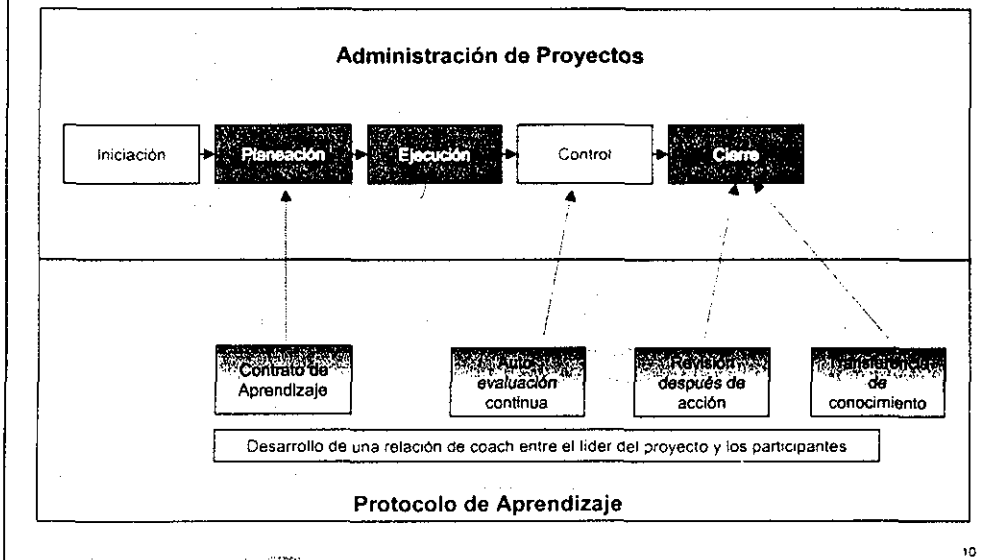 Administración de Proyectos
Iniciación
Planeación
Ejecución
Control
Cierre
Contrato de
Aprendizaje
Auto-
evaluación
continua
Revisión
después de
acción
Transferencia
de
conocimiento
Desarrollo de una relación de coach entre el líder del proyecto y los participantes
Protocolo de Aprendizaje
10